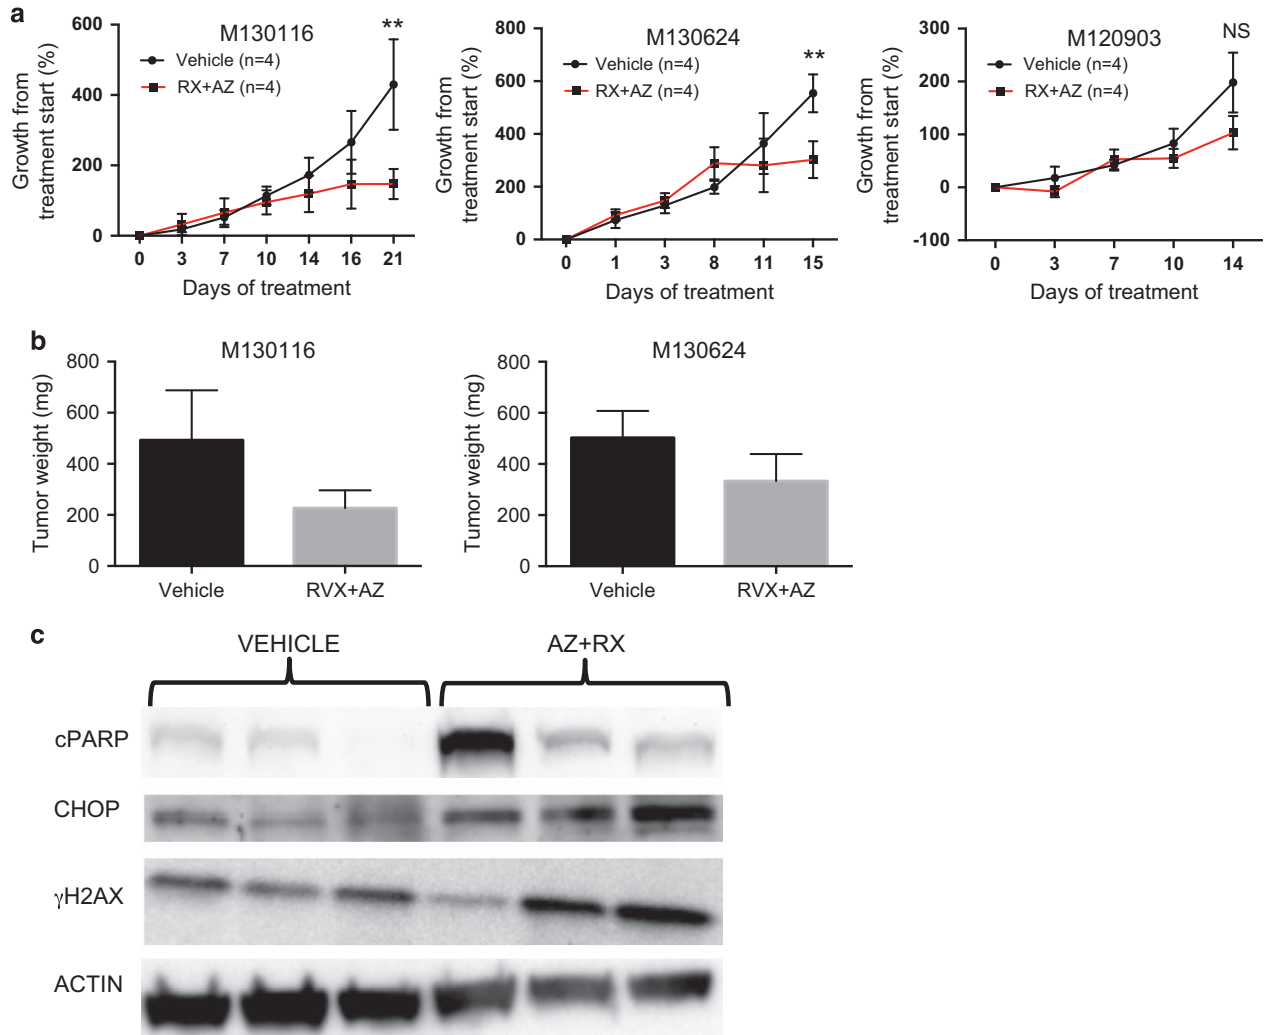 a
M130116
Vehicle (n=4)
RX+AZ (n=4)
**
Growth from
treatment start (%)
600
400
200
0
0 3 7 10 14 16 21
Days of treatment
M130624
Vehicle (n=4)
RX+AZ (n=4)
**
Growth from
treatment start (%)
800
600
400
200
0
0 1 3 8 11 15
Days of treatment
M120903
Vehicle (n=4)
RX+AZ (n=4)
NS
Growth from
treatment start (%)
300
200
100
0
-100
0 3 7 10 14
Days of treatment
b
M130116
Tumor weight (mg)
800
600
400
200
0
Vehicle RVX+AZ
M130624
Tumor weight (mg)
800
600
400
200
0
Vehicle RVX+AZ
c
VEHICLE AZ+RX
cPARP
CHOP
γH2AX
ACTIN